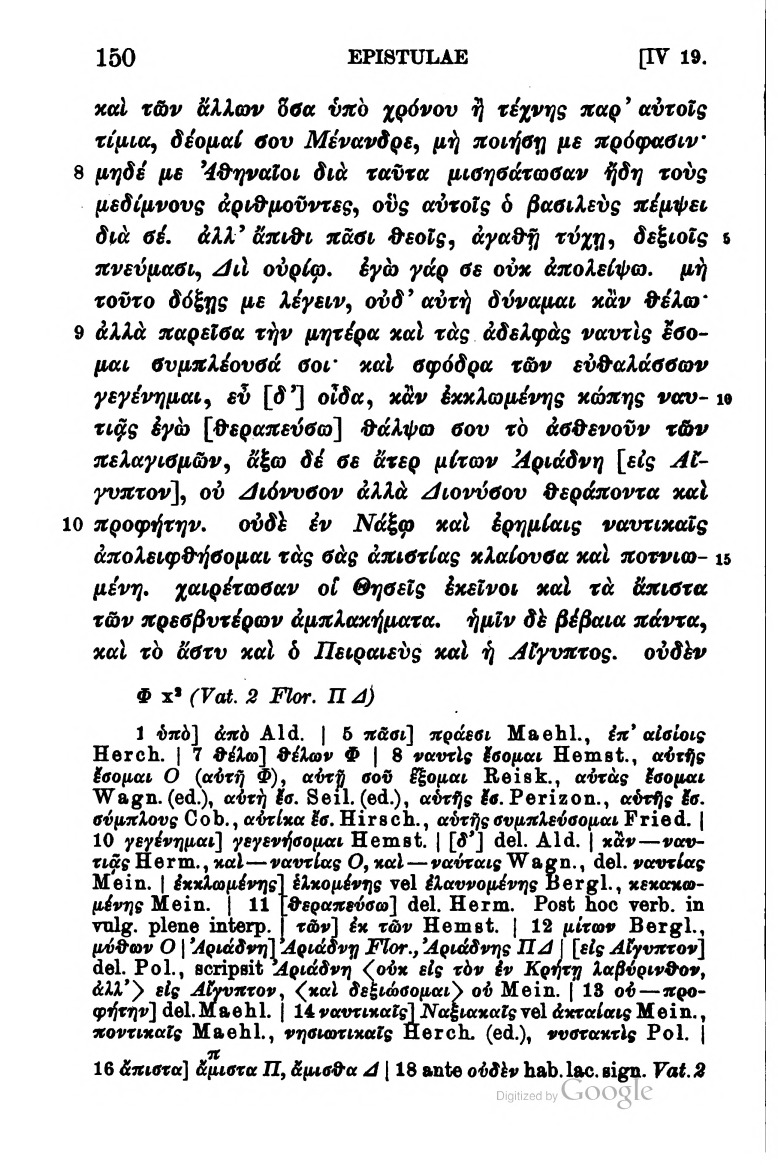 150 EPISTULAE [IV 19.
καὶ τῶν ἄλλων ὅσα ὑπὸ χρόνου ἢ τέχνης παρ’ αὐτοῖς
τίμια, δέομαί σου Μένανδρε, μὴ ποιήσῃ με πρόφασιν·
8 μηδέ με Ἀθηναῖοι διὰ ταῦτα μισησάτωσαν ἤδη τοὺς
μεδίμνους ἀριθμοῦντες, οὓς αὐτοῖς ὁ βασιλεὺς πέμψει
διὰ σέ. ἀλλ’ ἄπιθι πᾶσι θεοῖς, ἀγαθῇ τύχῃ, δεξιοῖς 5
πνεύμασι, Διὶ οὐρίῳ. ἐγὼ γάρ σε οὐκ ἀπολείψω. μὴ
τοῦτο δόξῃς με λέγειν, οὐδ’ αὐτὴ δύναμαι κἂν θέλω·
9 ἀλλὰ παρεῖσα τὴν μητέρα καὶ τὰς ἀδελφὰς ναυτὶς ἔσο-
μαι συμπλέουσά σοι· καὶ σφόδρα τῶν εὐθαλάσσων
γεγένημαι, εὖ [δ’] οἶδα, κἂν ἐκκλωμένης κώπης ναυ- 10
τιᾷς ἐγὼ [θεραπεύσω] θάλψω σου τὸ ἀσθενοῦν τῶν
πελαγισμῶν, ἄξω δέ σε ἄτερ μίτων Ἀριάδνη [εἰς Αἴ-
γυπτον], οὐ Διόνυσον ἀλλὰ Διονύσου θεράποντα καὶ
10 προφήτην. οὐδὲ ἐν Νάξῳ καὶ ἐρημίαις ναυτικαῖς
ἀπολειφθήσομαι τὰς σὰς ἀπιστίας κλαίουσα καὶ ποτνιω- 15
μένη. χαιρέτωσαν οἱ Θησεῖς ἐκεῖνοι καὶ τὰ ἄπιστα
τῶν πρεσβυτέρων ἀμπλακήματα. ἡμῖν δὲ βέβαια πάντα,
καὶ τὸ ἄστυ καὶ ὁ Πειραιεὺς καὶ ἡ Αἴγυπτος. οὐδὲν
Φ x² (Vat. 2 Flor. Π Δ)
1 ὑπὸ] ἀπὸ Ald. | 5 πᾶσι] πράεσι Maehl., ἐπ’ αἰσίοις
Herch. | 7 θέλω] θέλων Φ | 8 ναυτὶς ἔσομαι Hemst., αὐτῆς
ἔσομαι O (αὐτῇ Φ), αὐτῇ σοῦ ἕξομαι Reisk., αὐτὰς ἔσομαι
Wagn. (ed.), αὐτὴ ἔσ. Seil. (ed.), αὐτῆς ἔσ. Perizon., αὐτῆς ἔσ.
σύμπλους Cob., αὐτίκα ἔσ. Hirsch., αὐτῆς συμπλεύσομαι Fried. |
10 γεγένημαι] γεγενήσομαι Hemst. | [δ’] del. Ald. | κἂν—ναυ-
τιᾷς Herm., καὶ—ναυτίας O, καὶ—ναύταις Wagn., del. ναυτίας
Mein. | ἐκκλωμένης] ἑλκομένης vel ἐλαυνομένης Bergl., κεκακω-
μένης Mein. | 11 [θεραπεύσω] del. Herm. Post hoc verb. in
vulg. plene interp. | τῶν] ἐκ τῶν Hemst. | 12 μίτων Bergl.,
μύθων O | Ἀριάδνη] Ἀριάδνῃ Flor., Ἀριάδνης Π Δ | [εἰς Αἴγυπτον]
del. Pol., scripsit Ἀριάδνη ⟨οὐκ εἰς τὸν ἐν Κρήτῃ λαβύρινθον,
ἀλλ’⟩ εἰς Αἴγυπτον, ⟨καὶ δεξιώσομαι⟩ οὐ Mein. | 13 οὐ—προ-
φήτην] del. Maehl. | 14 ναυτικαῖς] Ναξιακαῖς vel ἀκταίαις Mein.,
ποντικαῖς Maehl., νησιωτικαῖς Herch. (ed.), νυστακτὶς Pol. |
π
16 ἄπιστα] ἄμιστα Π, ἄμισθα Δ | 18 ante οὐδὲν hab. lac. sign. Vat. 2
Digitized by Google